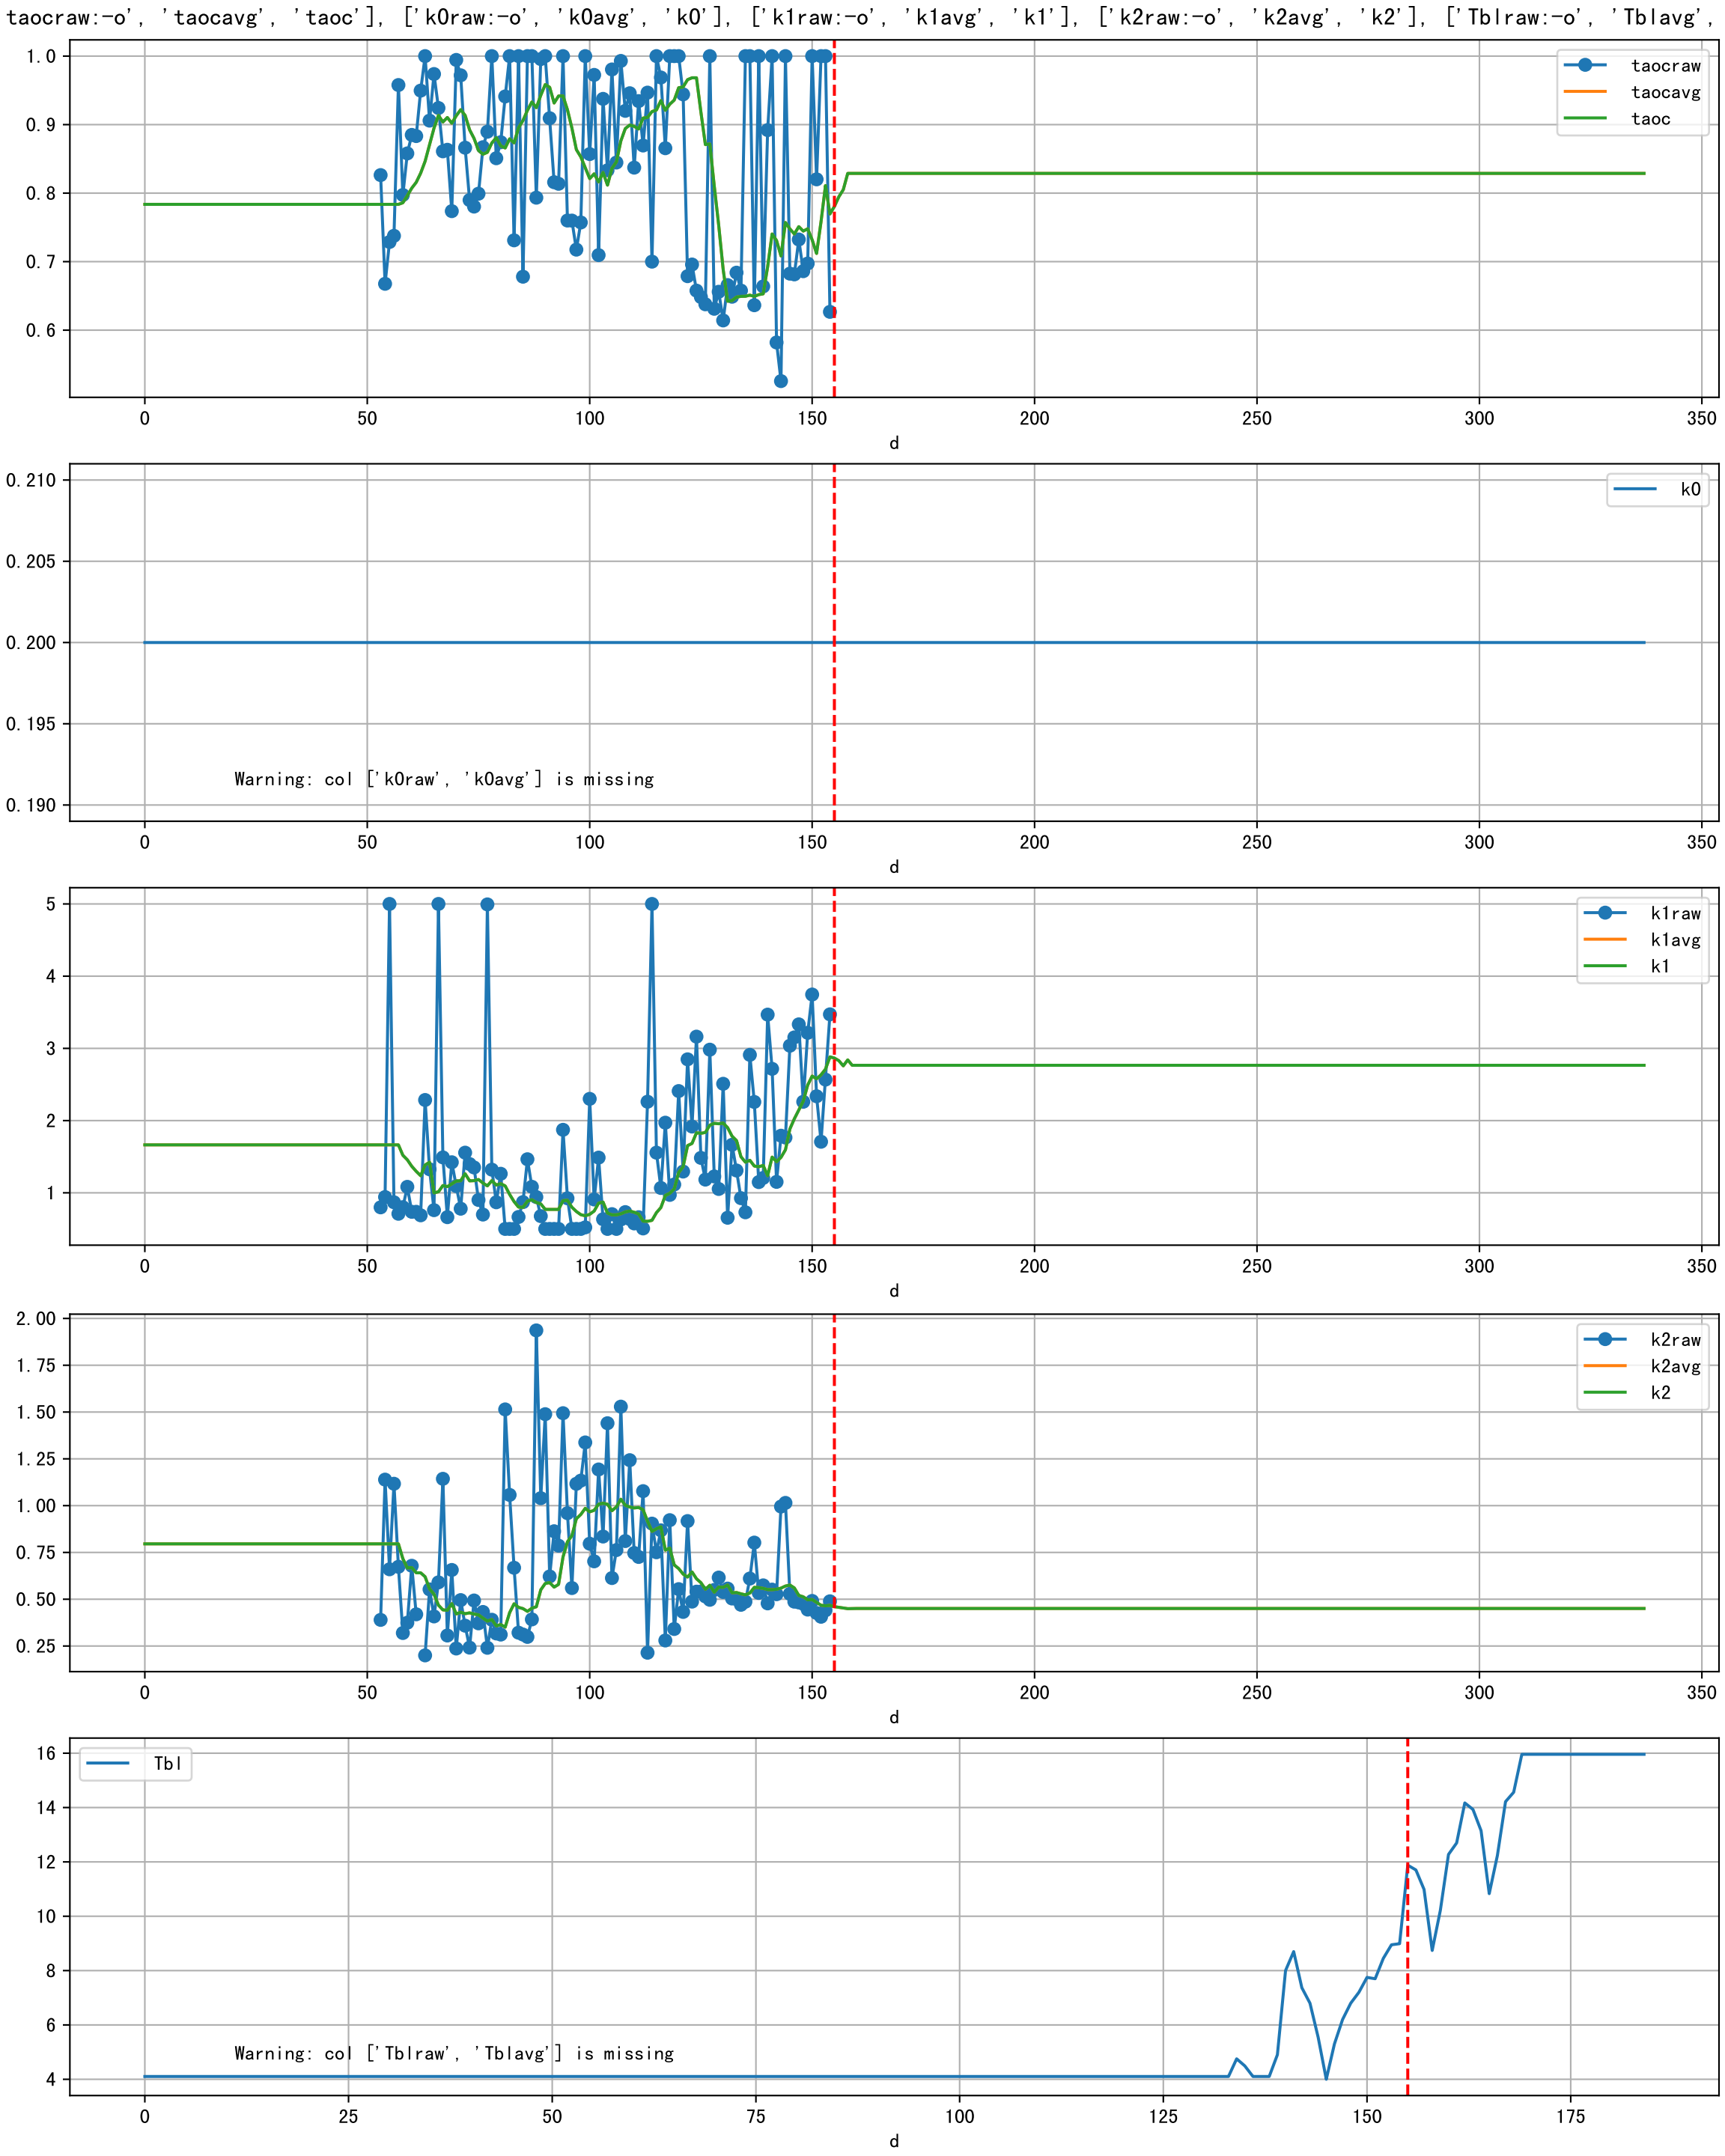 taocraw:-o', 'taocavg', 'taoc'], ['k0raw:-o', 'k0avg', 'k0'], ['k1raw:-o', 'k1avg', 'k1'], ['k2raw:-o', 'k2avg', 'k2'], ['Tblraw:-o', 'Tblavg',
1.0
0.9
0.8
0.7
0.6
taocraw
taocavg
taoc
0 50 100 150 200 250 300 350
d
0.210
0.205
0.200
0.195
0.190
k0
Warning: col ['k0raw', 'k0avg'] is missing
0 50 100 150 200 250 300 350
d
5
4
3
2
1
k1raw
k1avg
k1
0 50 100 150 200 250 300 350
d
2.00
1.75
1.50
1.25
1.00
0.75
0.50
0.25
k2raw
k2avg
k2
0 50 100 150 200 250 300 350
d
16
14
12
10
8
6
4
Tbl
Warning: col ['Tblraw', 'Tblavg'] is missing
0 25 50 75 100 125 150 175
d